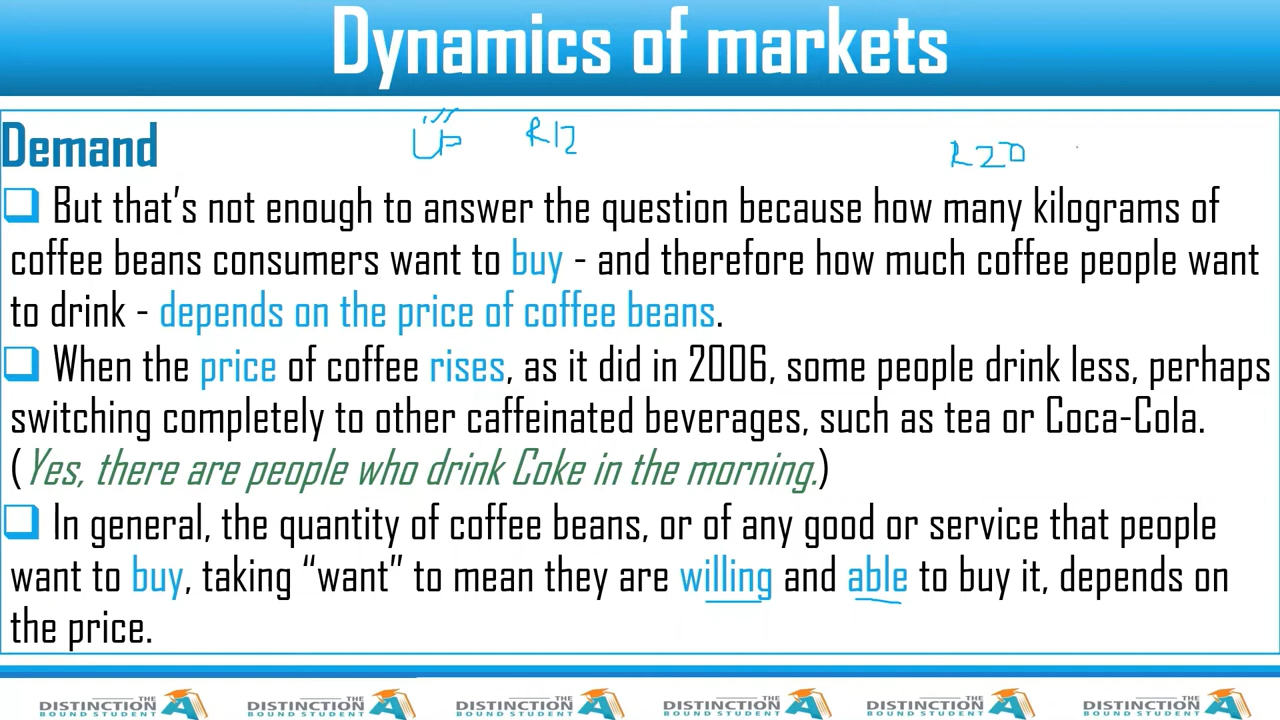 Dynamics of markets
R12
R20
Demand
But that's not enough to answer the question because how many kilograms of
coffee beans consumers want to buy - and therefore how much coffee people want
to drink - depends on the price of coffee beans.
When the price of coffee rises, as it did in 2006, some people drink less, perhaps
switching completely to other caffeinated beverages, such as tea or Coca-Cola.
(Yes, there are people who drink Coke in the morning.)
In general, the quantity of coffee beans, or of any good or service that people
want to buy, taking “want” to mean they are willing and able to buy it, depends on
the price.
THE DISTINCTION BOUND STUDENT A THE DISTINCTION BOUND STUDENT A THE DISTINCTION BOUND STUDENT A THE DISTINCTION BOUND STUDENT A THE DISTINCTION BOUND STUDENT A THE DISTINCTION BOUND STUDENT A